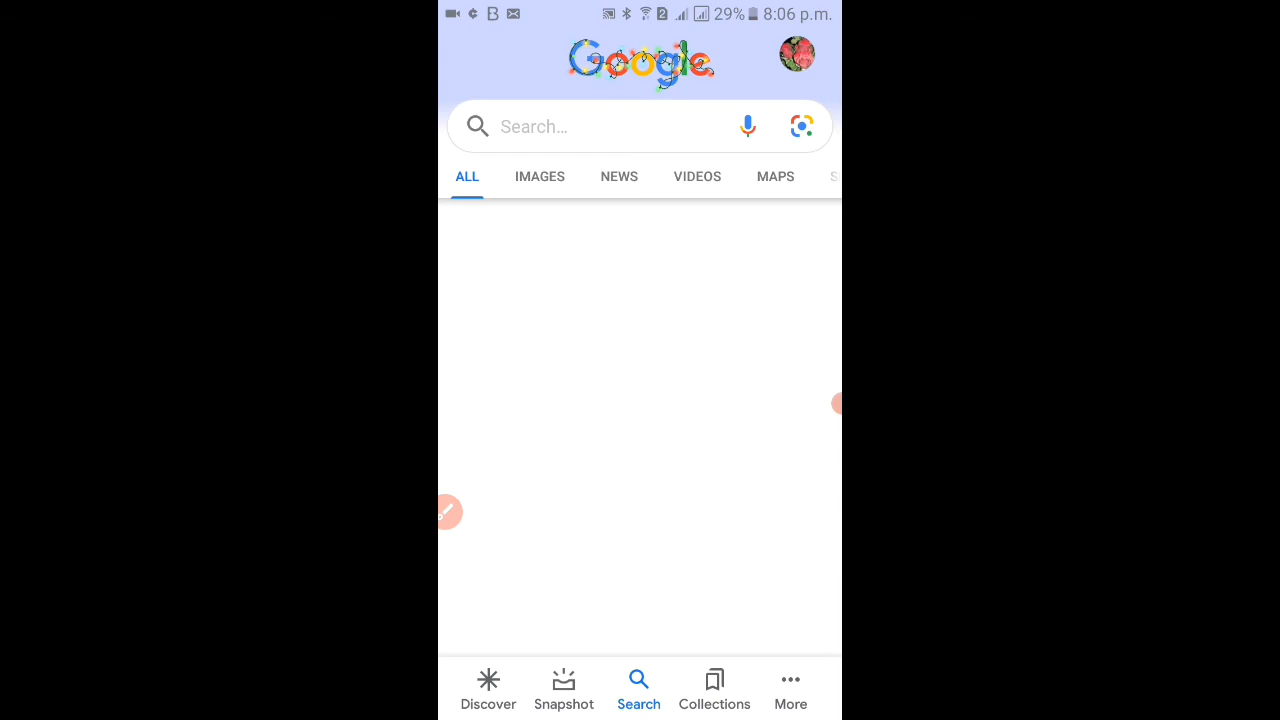 29% 8:06 p.m.
Google
Search...
ALL IMAGES NEWS VIDEOS MAPS S
Discover Snapshot Search Collections More